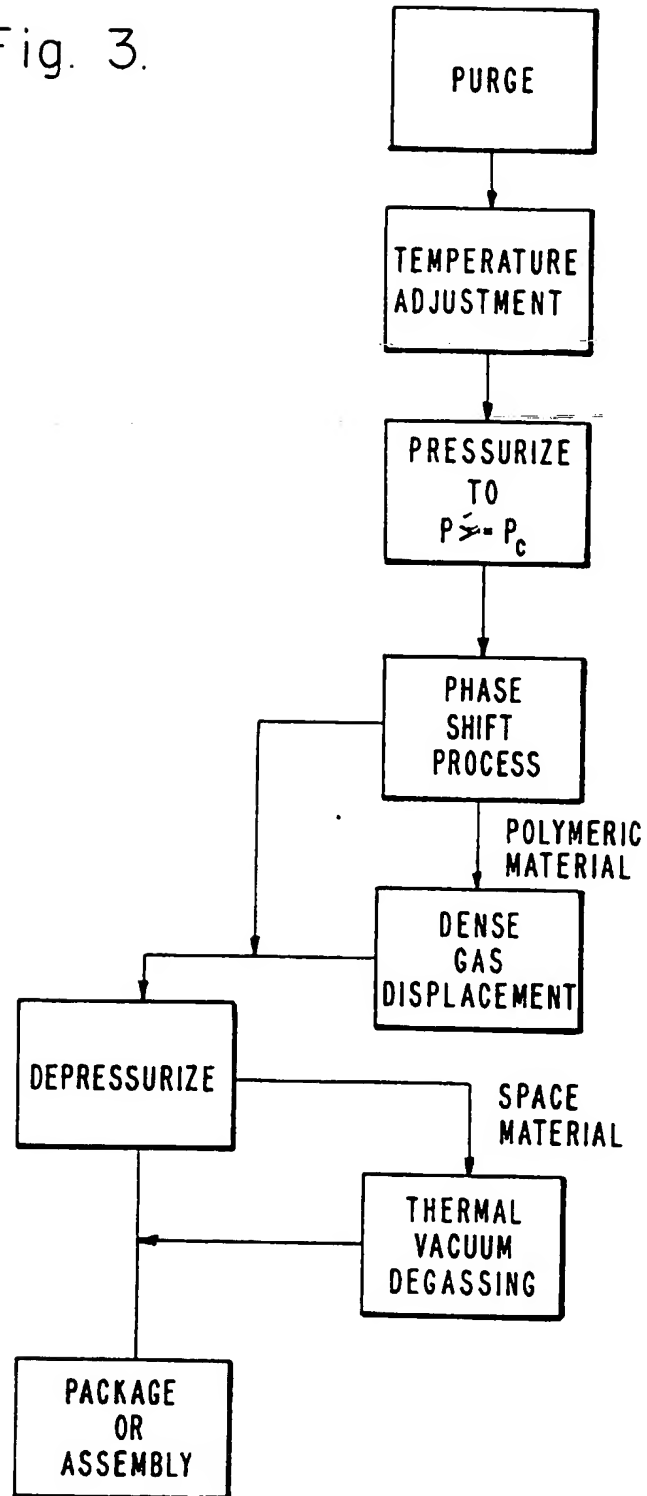 Fig. 3.
PURGE
TEMPERATURE
ADJUSTMENT
PRESSURIZE
TO
P ≥= Pc
PHASE
SHIFT
PROCESS
POLYMERIC
MATERIAL
DENSE
GAS
DISPLACEMENT
DEPRESSURIZE
SPACE
MATERIAL
THERMAL
VACUUM
DEGASSING
PACKAGE
OR
ASSEMBLY